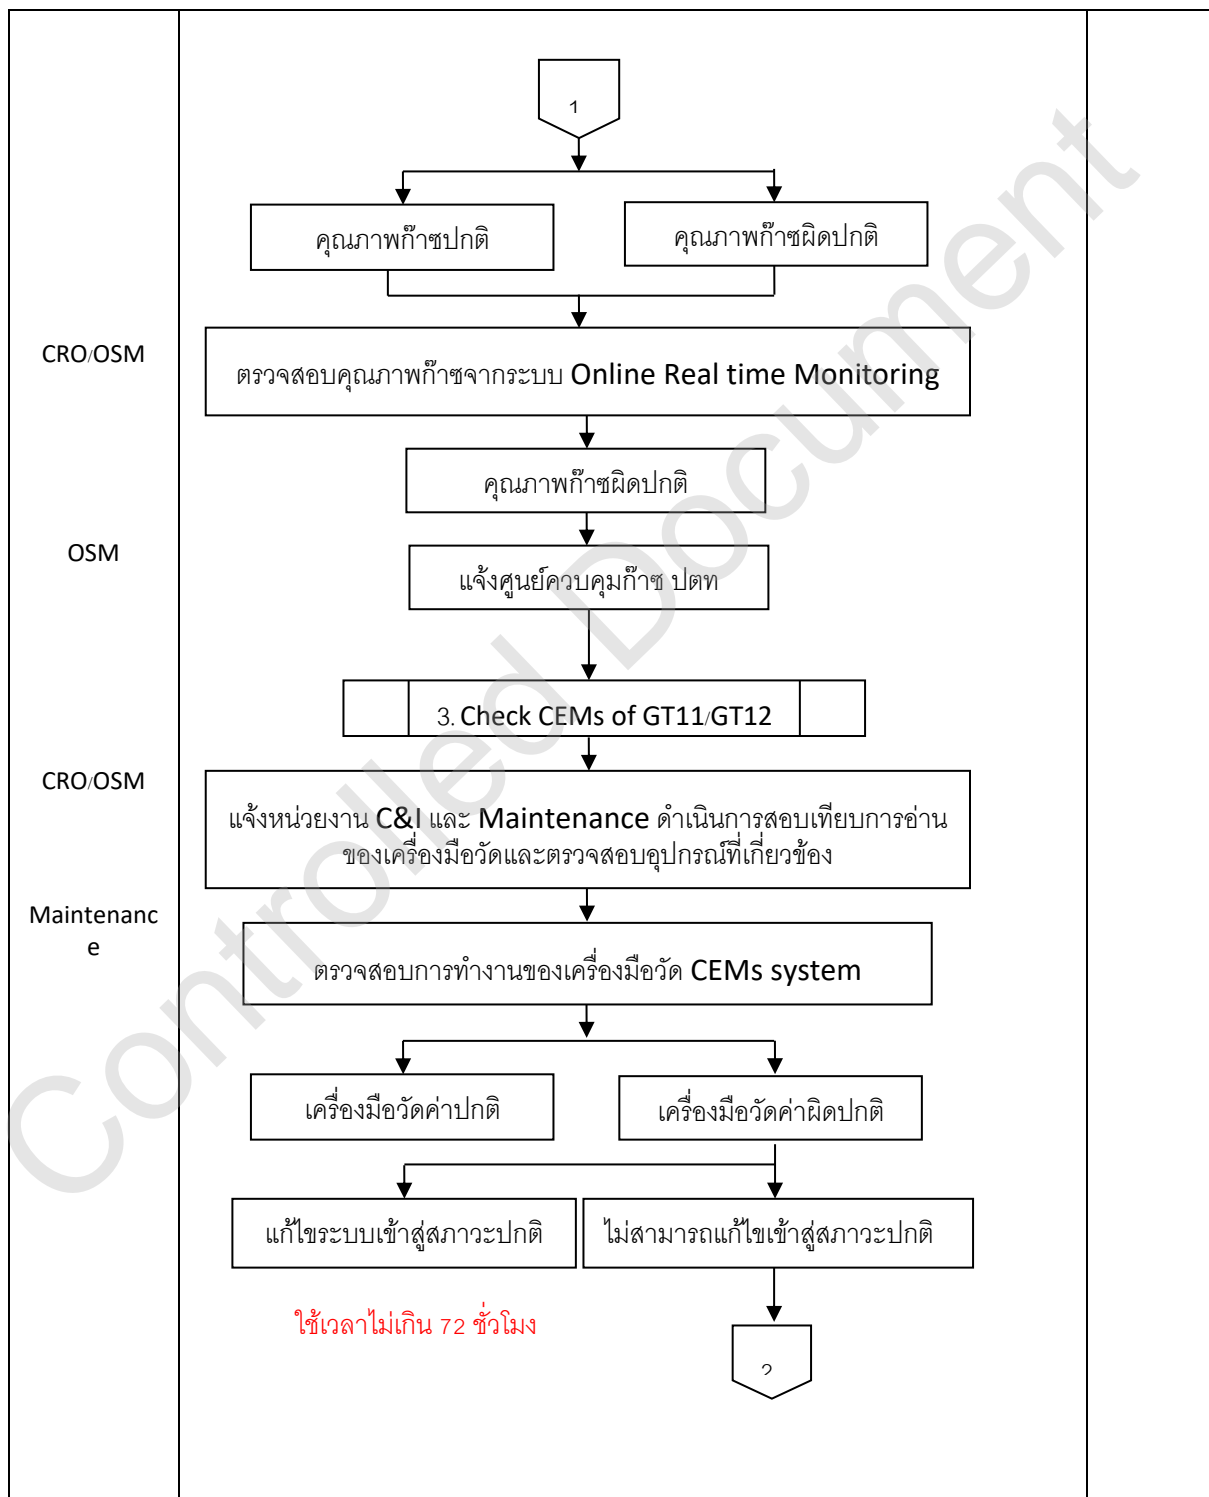 1
คุณภาพก๊าซปกติ
คุณภาพก๊าซผิดปกติ
CRO/OSM
ตรวจสอบคุณภาพก๊าซจากระบบ Online Real time Monitoring
คุณภาพก๊าซผิดปกติ
OSM
แจ้งศูนย์ควบคุมก๊าซ ปตท
3. Check CEMs of GT11/GT12
CRO/OSM
แจ้งหน่วยงาน C&I และ Maintenance ดำเนินการสอบเทียบการอ่าน
ของเครื่องมือวัดและตรวจสอบอุปกรณ์ที่เกี่ยวข้อง
Maintenanc
e
ตรวจสอบการทำงานของเครื่องมือวัด CEMs system
เครื่องมือวัดค่าปกติ
เครื่องมือวัดค่าผิดปกติ
แก้ไขระบบเข้าสู่สภาวะปกติ
ไม่สามารถแก้ไขเข้าสู่สภาวะปกติ
ใช้เวลาไม่เกิน 72 ชั่วโมง
2
Controlled Document